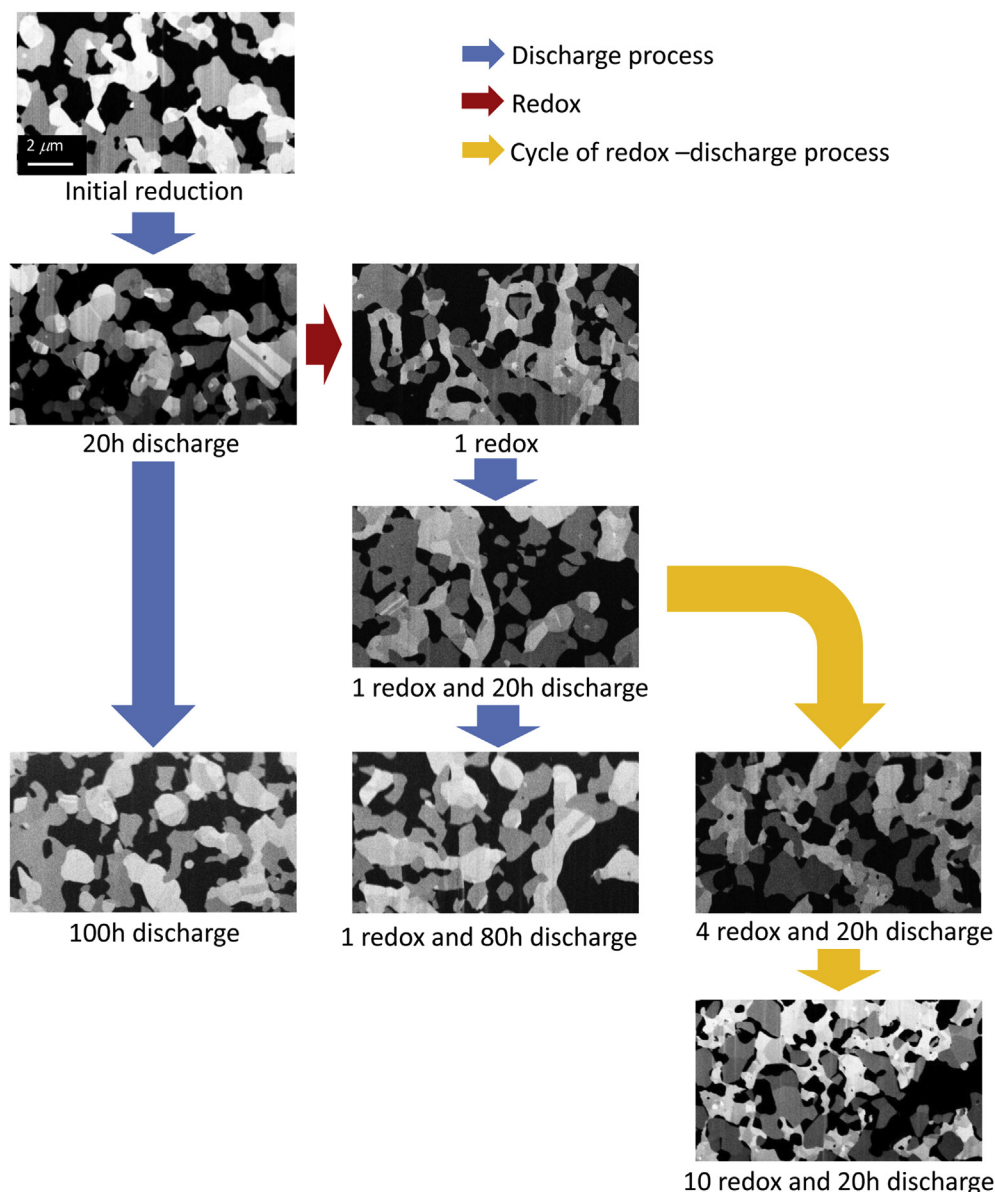 Discharge process
Redox
Cycle of redox –discharge process
2 μm
Initial reduction
20h discharge
1 redox
1 redox and 20h discharge
100h discharge
1 redox and 80h discharge
4 redox and 20h discharge
10 redox and 20h discharge